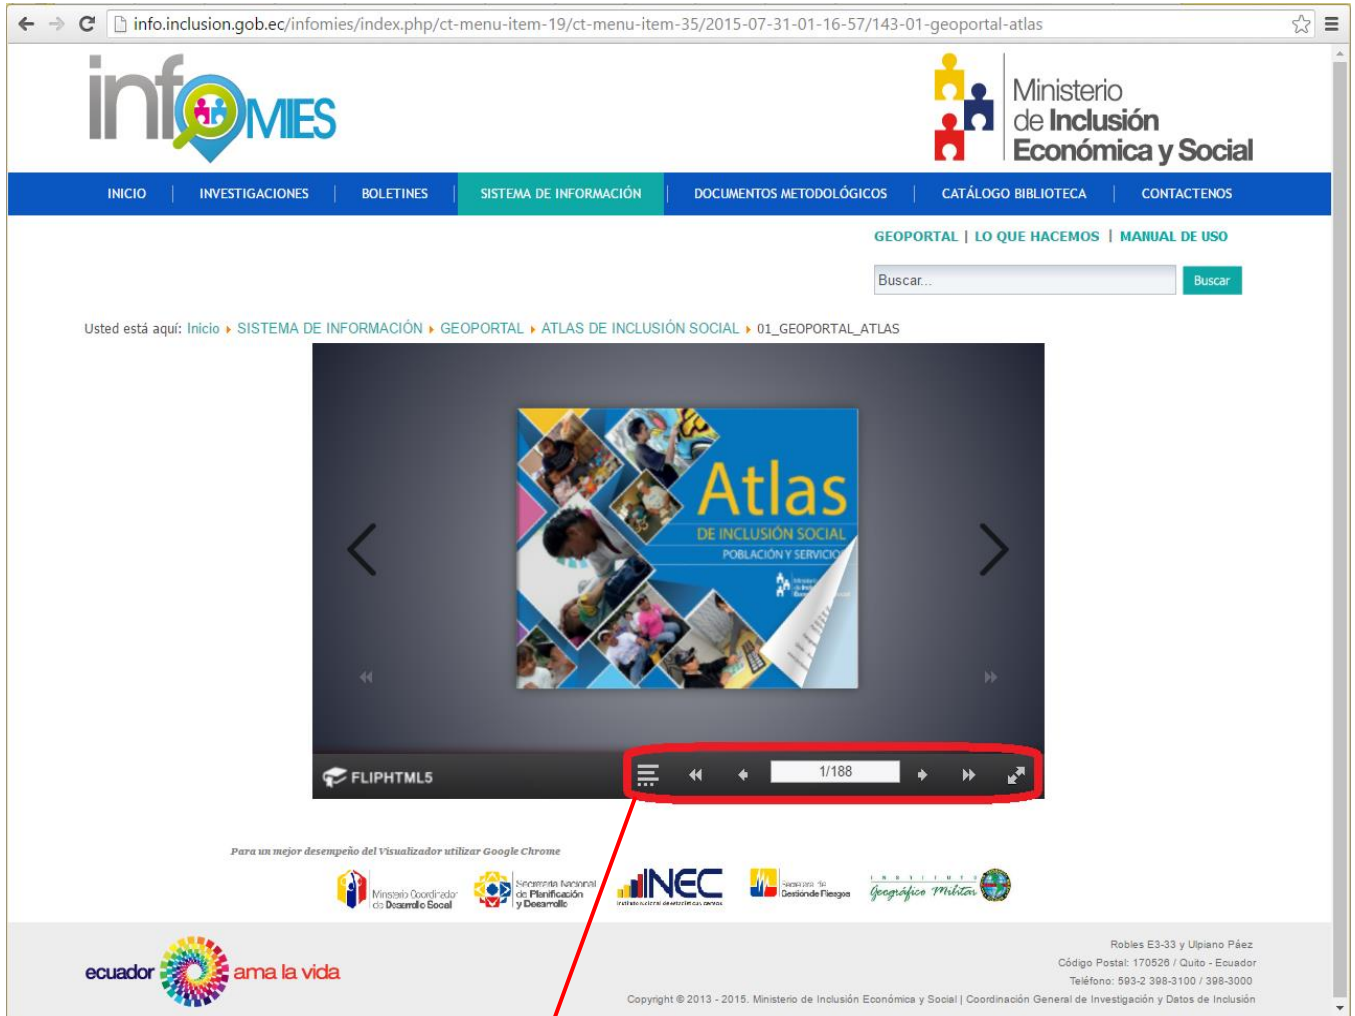 info.inclusion.gob.ec/infomies/index.php/ct-menu-item-19/ct-menu-item-35/2015-07-31-01-16-57/143-01-geoportal-atlas
infoMIES
Ministerio
de Inclusión
Económica y Social
INICIO | INVESTIGACIONES | BOLETINES | SISTEMA DE INFORMACIÓN | DOCUMENTOS METODOLÓGICOS | CATÁLOGO BIBLIOTECA | CONTACTENOS
GEOPORTAL | LO QUE HACEMOS | MANUAL DE USO
Buscar... Buscar
Usted está aquí: Inicio SISTEMA DE INFORMACIÓN GEOPORTAL ATLAS DE INCLUSIÓN SOCIAL 01_GEOPORTAL_ATLAS
Atlas
DE INCLUSIÓN SOCIAL
POBLACIÓN Y SERVICIO
FLIPHTML5 1/188
Para un mejor desempeño del Visualizador utilizar Google Chrome
Ministerio Coordinador
de Desarrollo Social
Secretaría Nacional
de Planificación
y Desarrollo
INEC
Secretaría de
Gestión de Riesgos
INSTITUTO
Geográfico Militar
ecuador ama la vida
Robles E3-33 y Ulpiano Páez
Código Postal: 170526 / Quito - Ecuador
Teléfono: 593-2 398-3100 / 398-3000
Copyright © 2013 - 2015. Ministerio de Inclusión Económica y Social | Coordinación General de Investigación y Datos de Inclusión